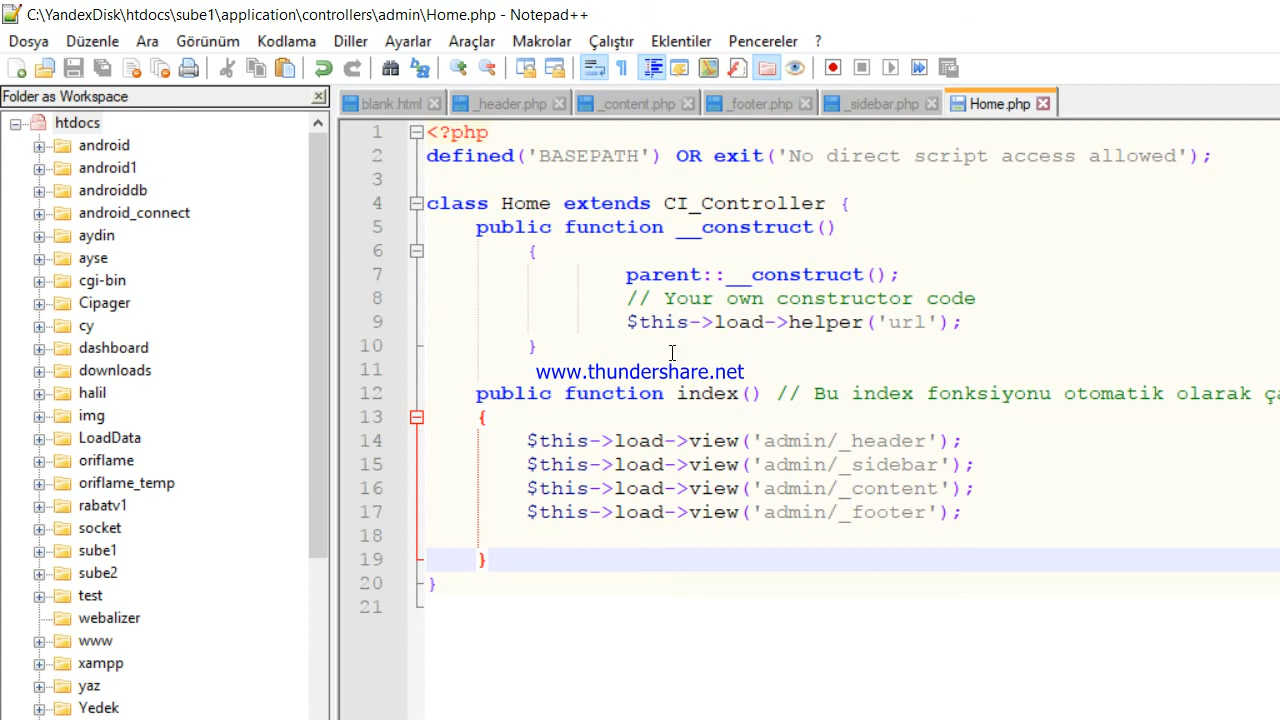 C:\YandexDisk\htdocs\sube1\application\controllers\admin\Home.php - Notepad++
Dosya Düzenle Ara Görünüm Kodlama Diller Ayarlar Araçlar Makrolar Çalıştır Eklentiler Pencereler ?
Folder as Workspace
blank.html _header.php _content.php _footer.php _sidebar.php Home.php
htdocs
android
android1
androiddb
android_connect
aydin
ayse
cgi-bin
Cipager
cy
dashboard
downloads
halil
img
LoadData
oriflame
oriflame_temp
rabatv1
socket
sube1
sube2
test
webalizer
www
xampp
yaz
Yedek
1 <?php
2 defined('BASEPATH') OR exit('No direct script access allowed');
3
4 class Home extends CI_Controller {
5 public function __construct()
6 {
7 parent::__construct();
8 // Your own constructor code
9 $this->load->helper('url');
10 }
11
www.thundershare.net
12 public function index() // Bu index fonksiyonu otomatik olarak ça
13 {
14 $this->load->view('admin/_header');
15 $this->load->view('admin/_sidebar');
16 $this->load->view('admin/_content');
17 $this->load->view('admin/_footer');
18
19 }
20 }
21